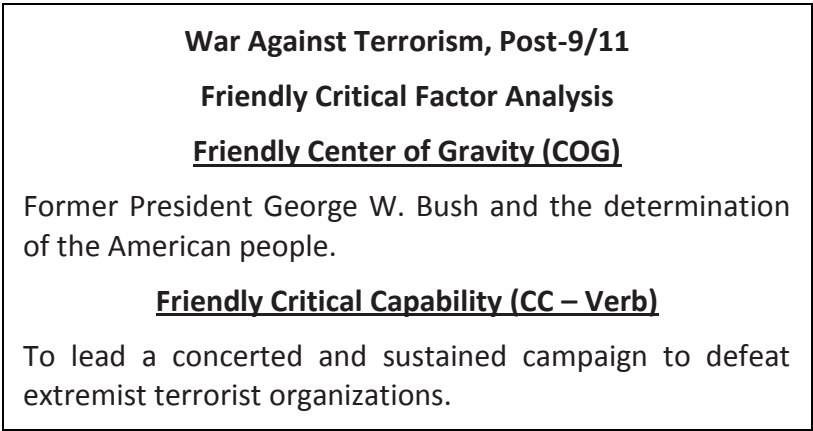 War Against Terrorism, Post-9/11
Friendly Critical Factor Analysis
Friendly Center of Gravity (COG)
Former President George W. Bush and the determination
of the American people.
Friendly Critical Capability (CC – Verb)
To lead a concerted and sustained campaign to defeat
extremist terrorist organizations.